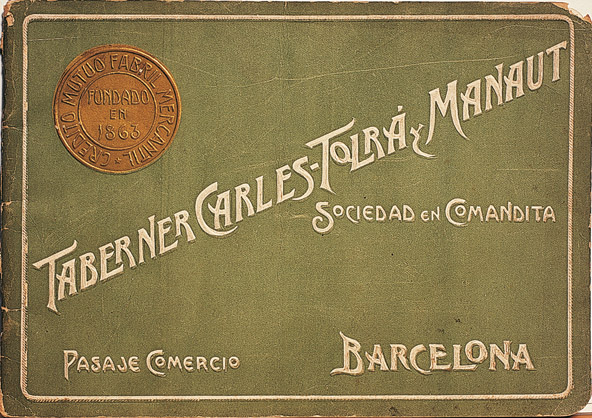 CREDITO MUTUO FABRIL MERCANTIL
FUNDADO
EN
1863
TABERNER CARLES-TOLRÁ Y MANAUT
SOCIEDAD EN COMANDITA
PASAJE COMERCIO
BARCELONA